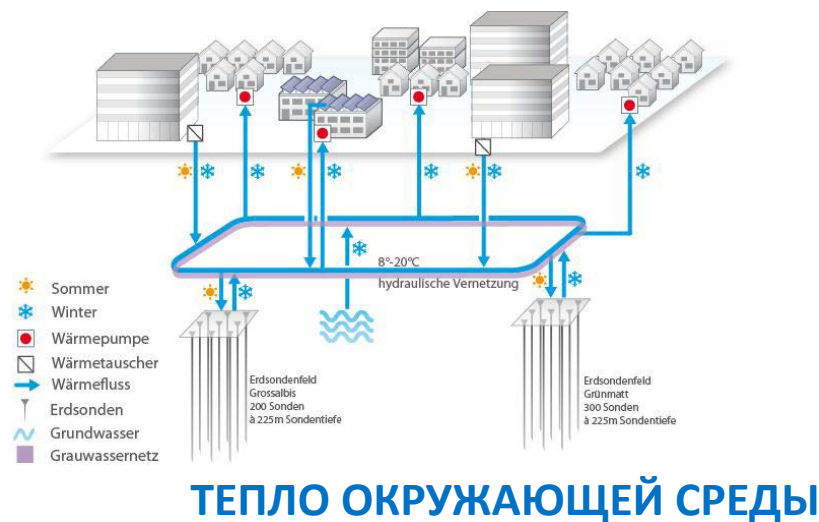 8°-20°C
hydraulische Vernetzung
Sommer
Winter
Wärmepumpe
Wärmetauscher
Wärmefluss
Erdsonden
Grundwasser
Grauwassernetz
Erdsondenfeld
Grossalbis
200 Sonden
à 225m Sondentiefe
Erdsondenfeld
Grünmatt
300 Sonden
à 225m Sondentiefe
ТЕПЛО ОКРУЖАЮЩЕЙ СРЕДЫ